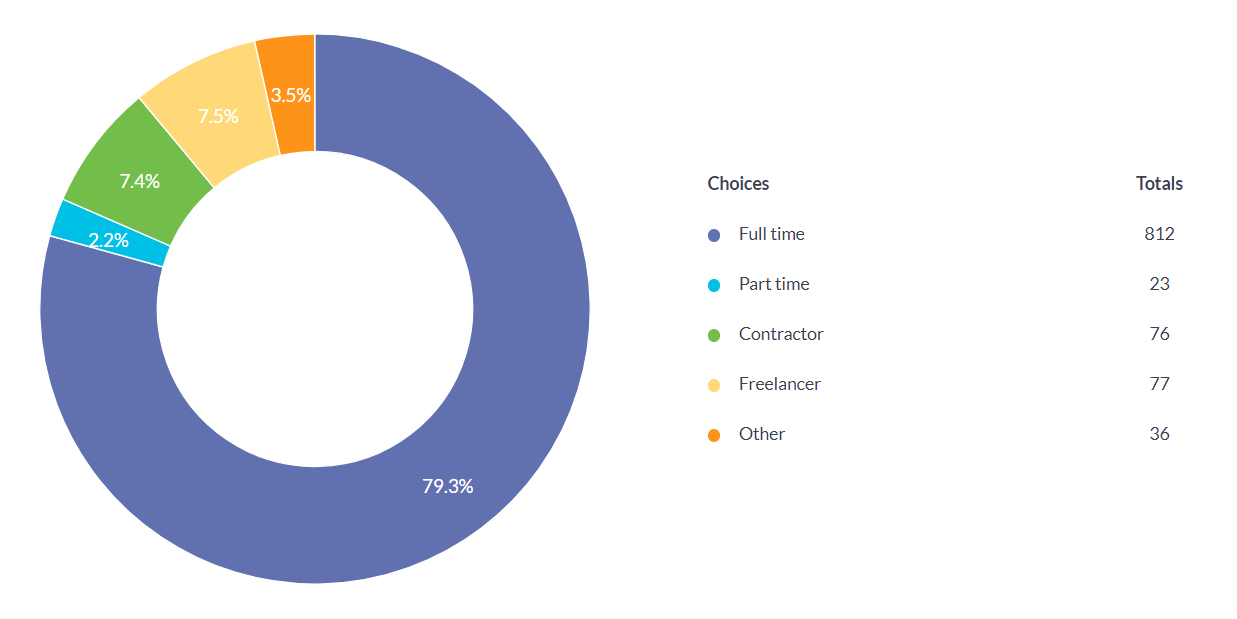 3.5%
7.5%
7.4%
2.2%
79.3%
Choices Totals
Full time 812
Part time 23
Contractor 76
Freelancer 77
Other 36